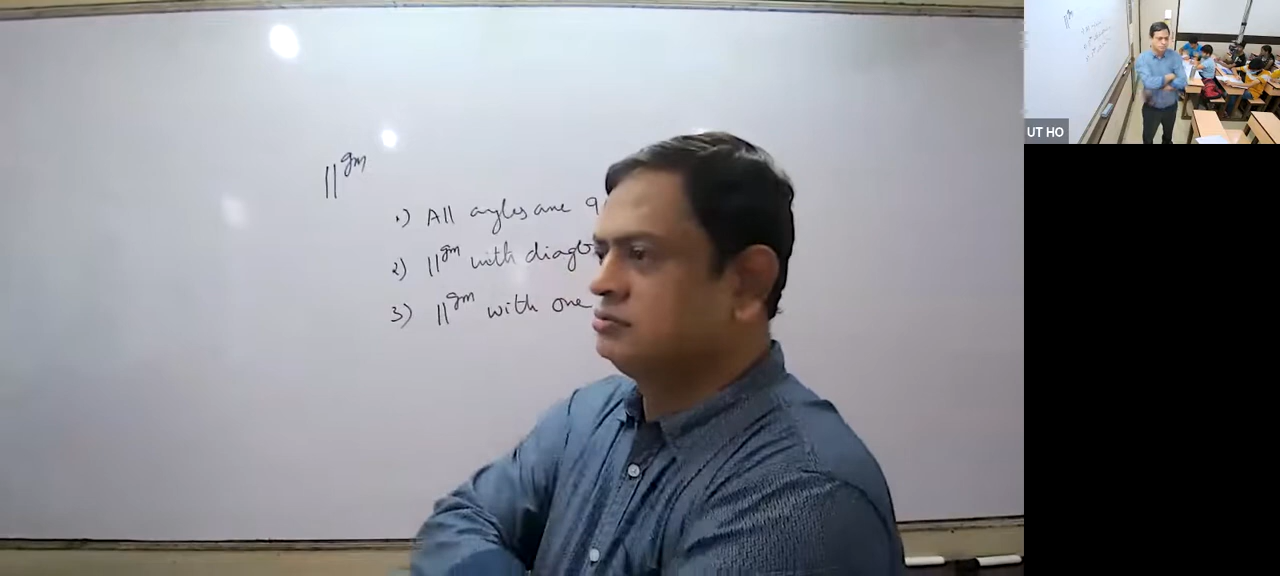 ||gm
1) All angles are 9
2) ||gm with diago
3) ||gm with one
UT HO